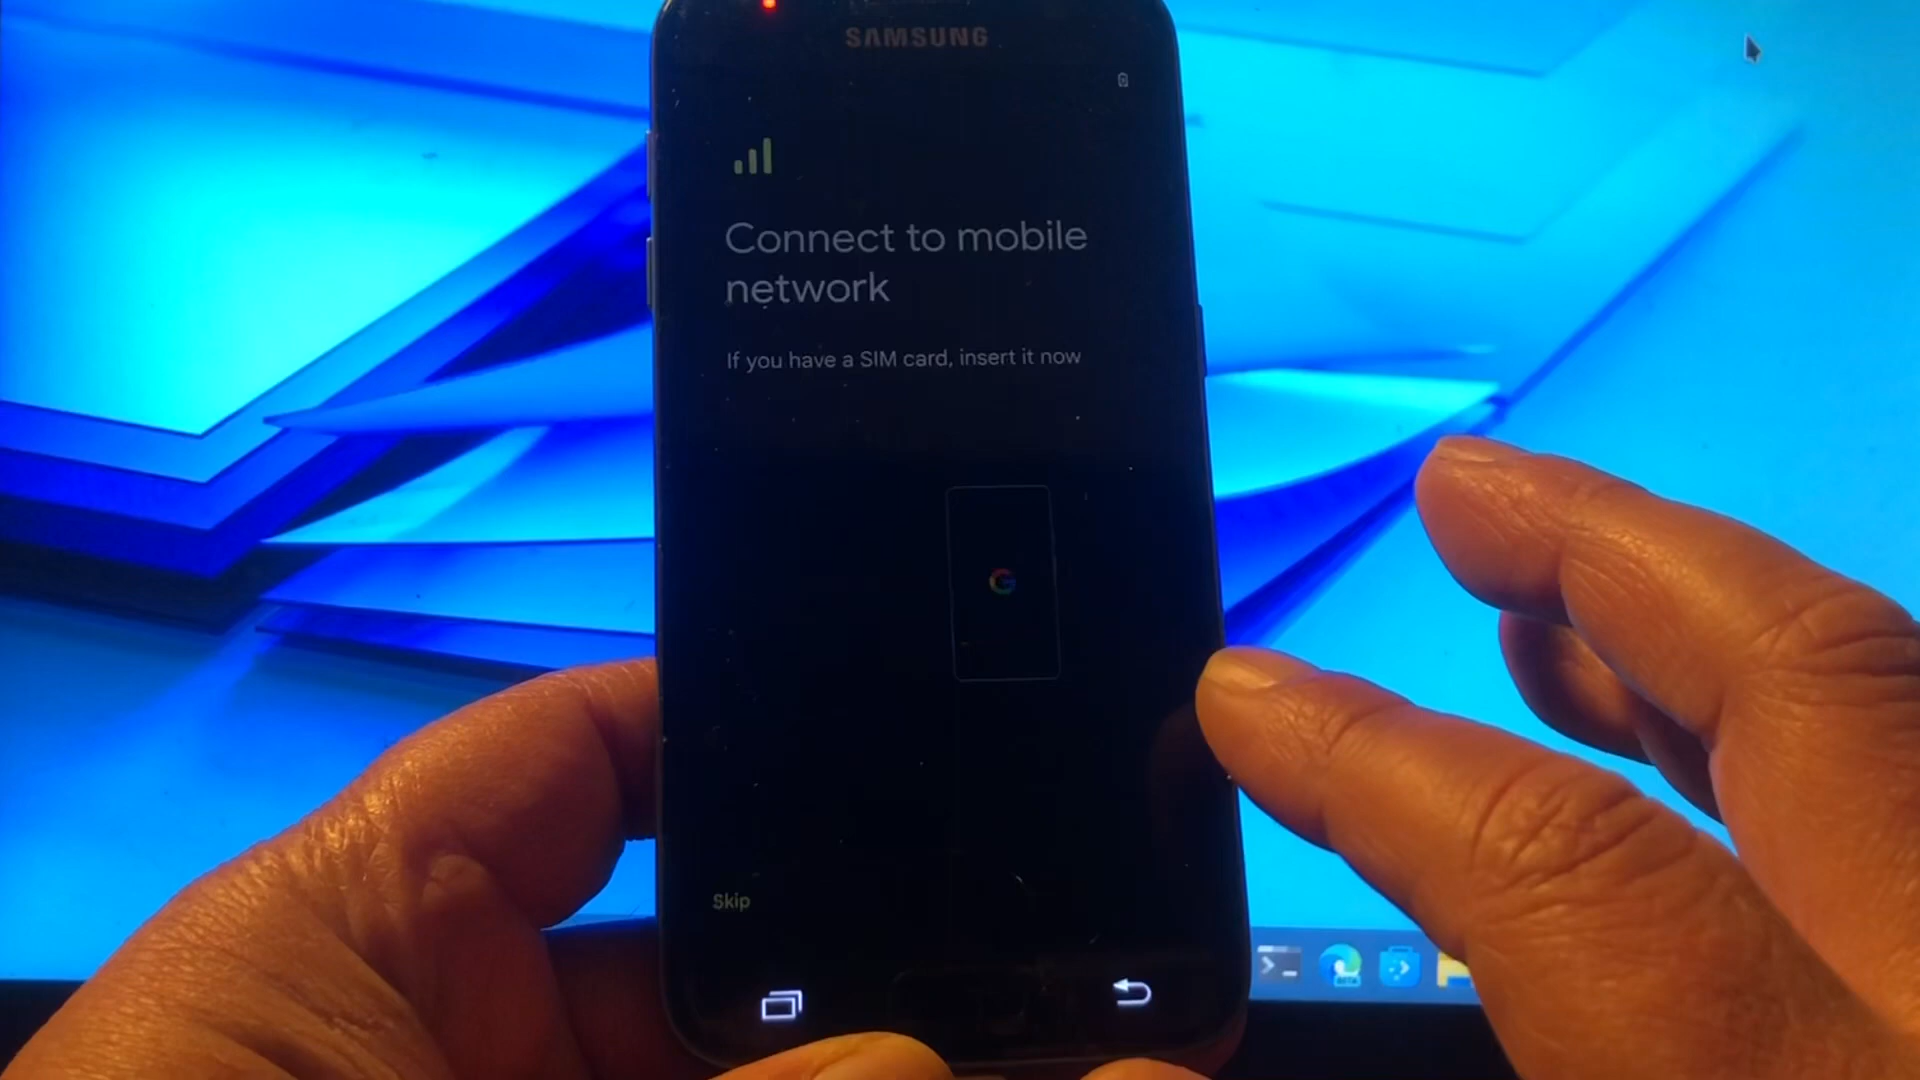 SAMSUNG
Connect to mobile
network
If you have a SIM card, insert it now
Skip